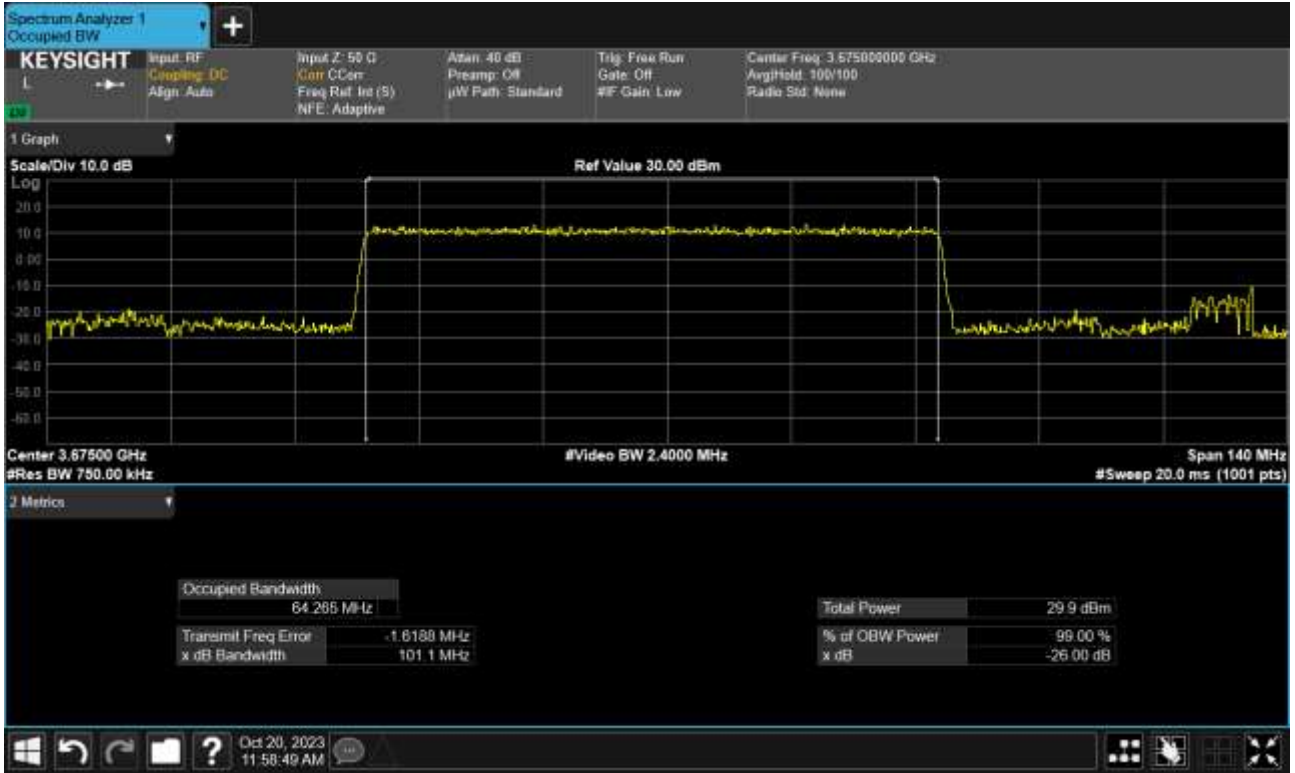 Spectrum Analyzer 1
Occupied BW
KEYSIGHT
L
Input: RF
Coupling: DC
Align: Auto
Input Z: 50 Ω
Corr CCorr
Freq Ref: Int (S)
NFE: Adaptive
Atten: 40 dB
Preamp: Off
µW Path: Standard
Trig: Free Run
Gate: Off
#IF Gain: Low
Center Freq: 3.675000000 GHz
Avg|Hold: 100/100
Radio Std: None
1 Graph
Scale/Div 10.0 dB
Ref Value 30.00 dBm
Log
20.0
10.0
0.00
-10.0
-20.0
-30.0
-40.0
-50.0
-60.0
Center 3.67500 GHz
#Video BW 2.4000 MHz
Span 140 MHz
#Res BW 750.00 kHz
#Sweep 20.0 ms (1001 pts)
2 Metrics
Occupied Bandwidth
64.265 MHz
Total Power 29.9 dBm
Transmit Freq Error -1.6188 MHz
% of OBW Power 99.00 %
x dB Bandwidth 101.1 MHz
x dB -26.00 dB
?
Oct 20, 2023
11:58:49 AM